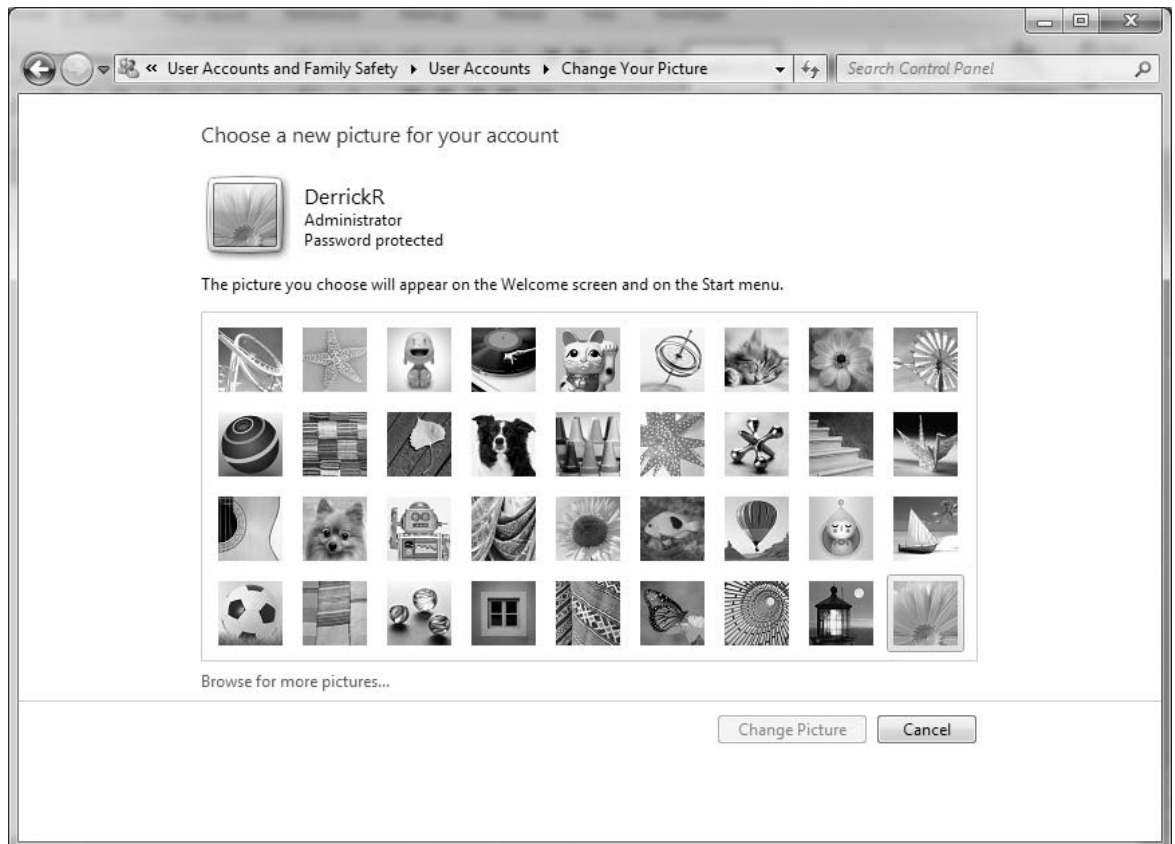 « User Accounts and Family Safety ▸ User Accounts ▸ Change Your Picture
Search Control Panel
Choose a new picture for your account
DerrickR
Administrator
Password protected
The picture you choose will appear on the Welcome screen and on the Start menu.
Browse for more pictures...
Change Picture
Cancel